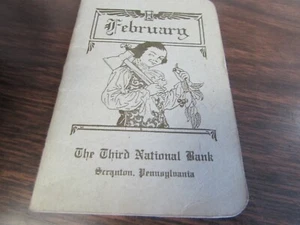 February
The Third National Bank
Scranton, Pennsylvania